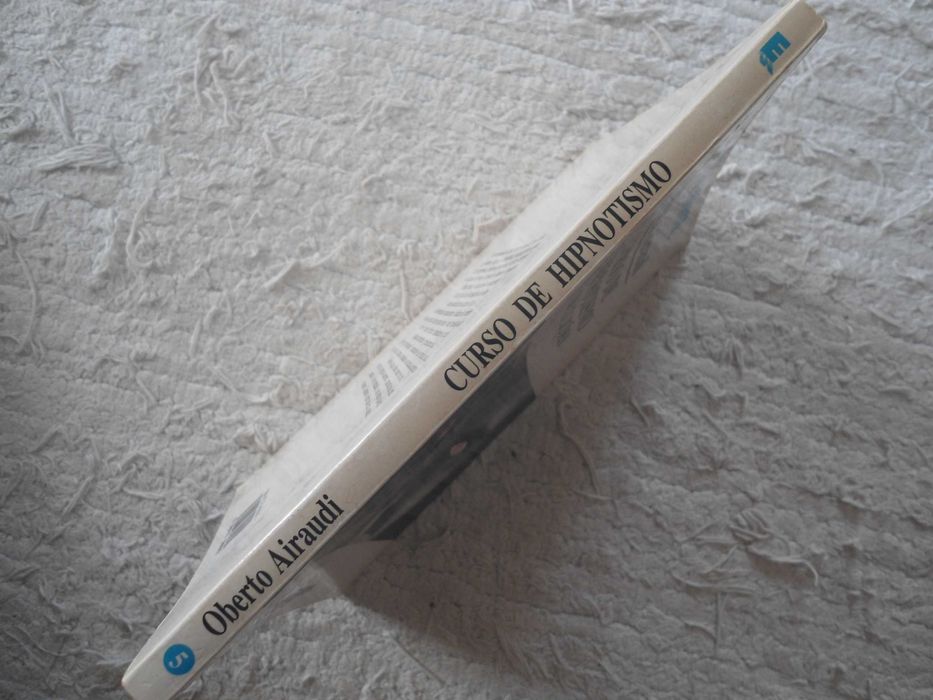 5
Oberto Airaudi
CURSO DE HIPNOTISMO